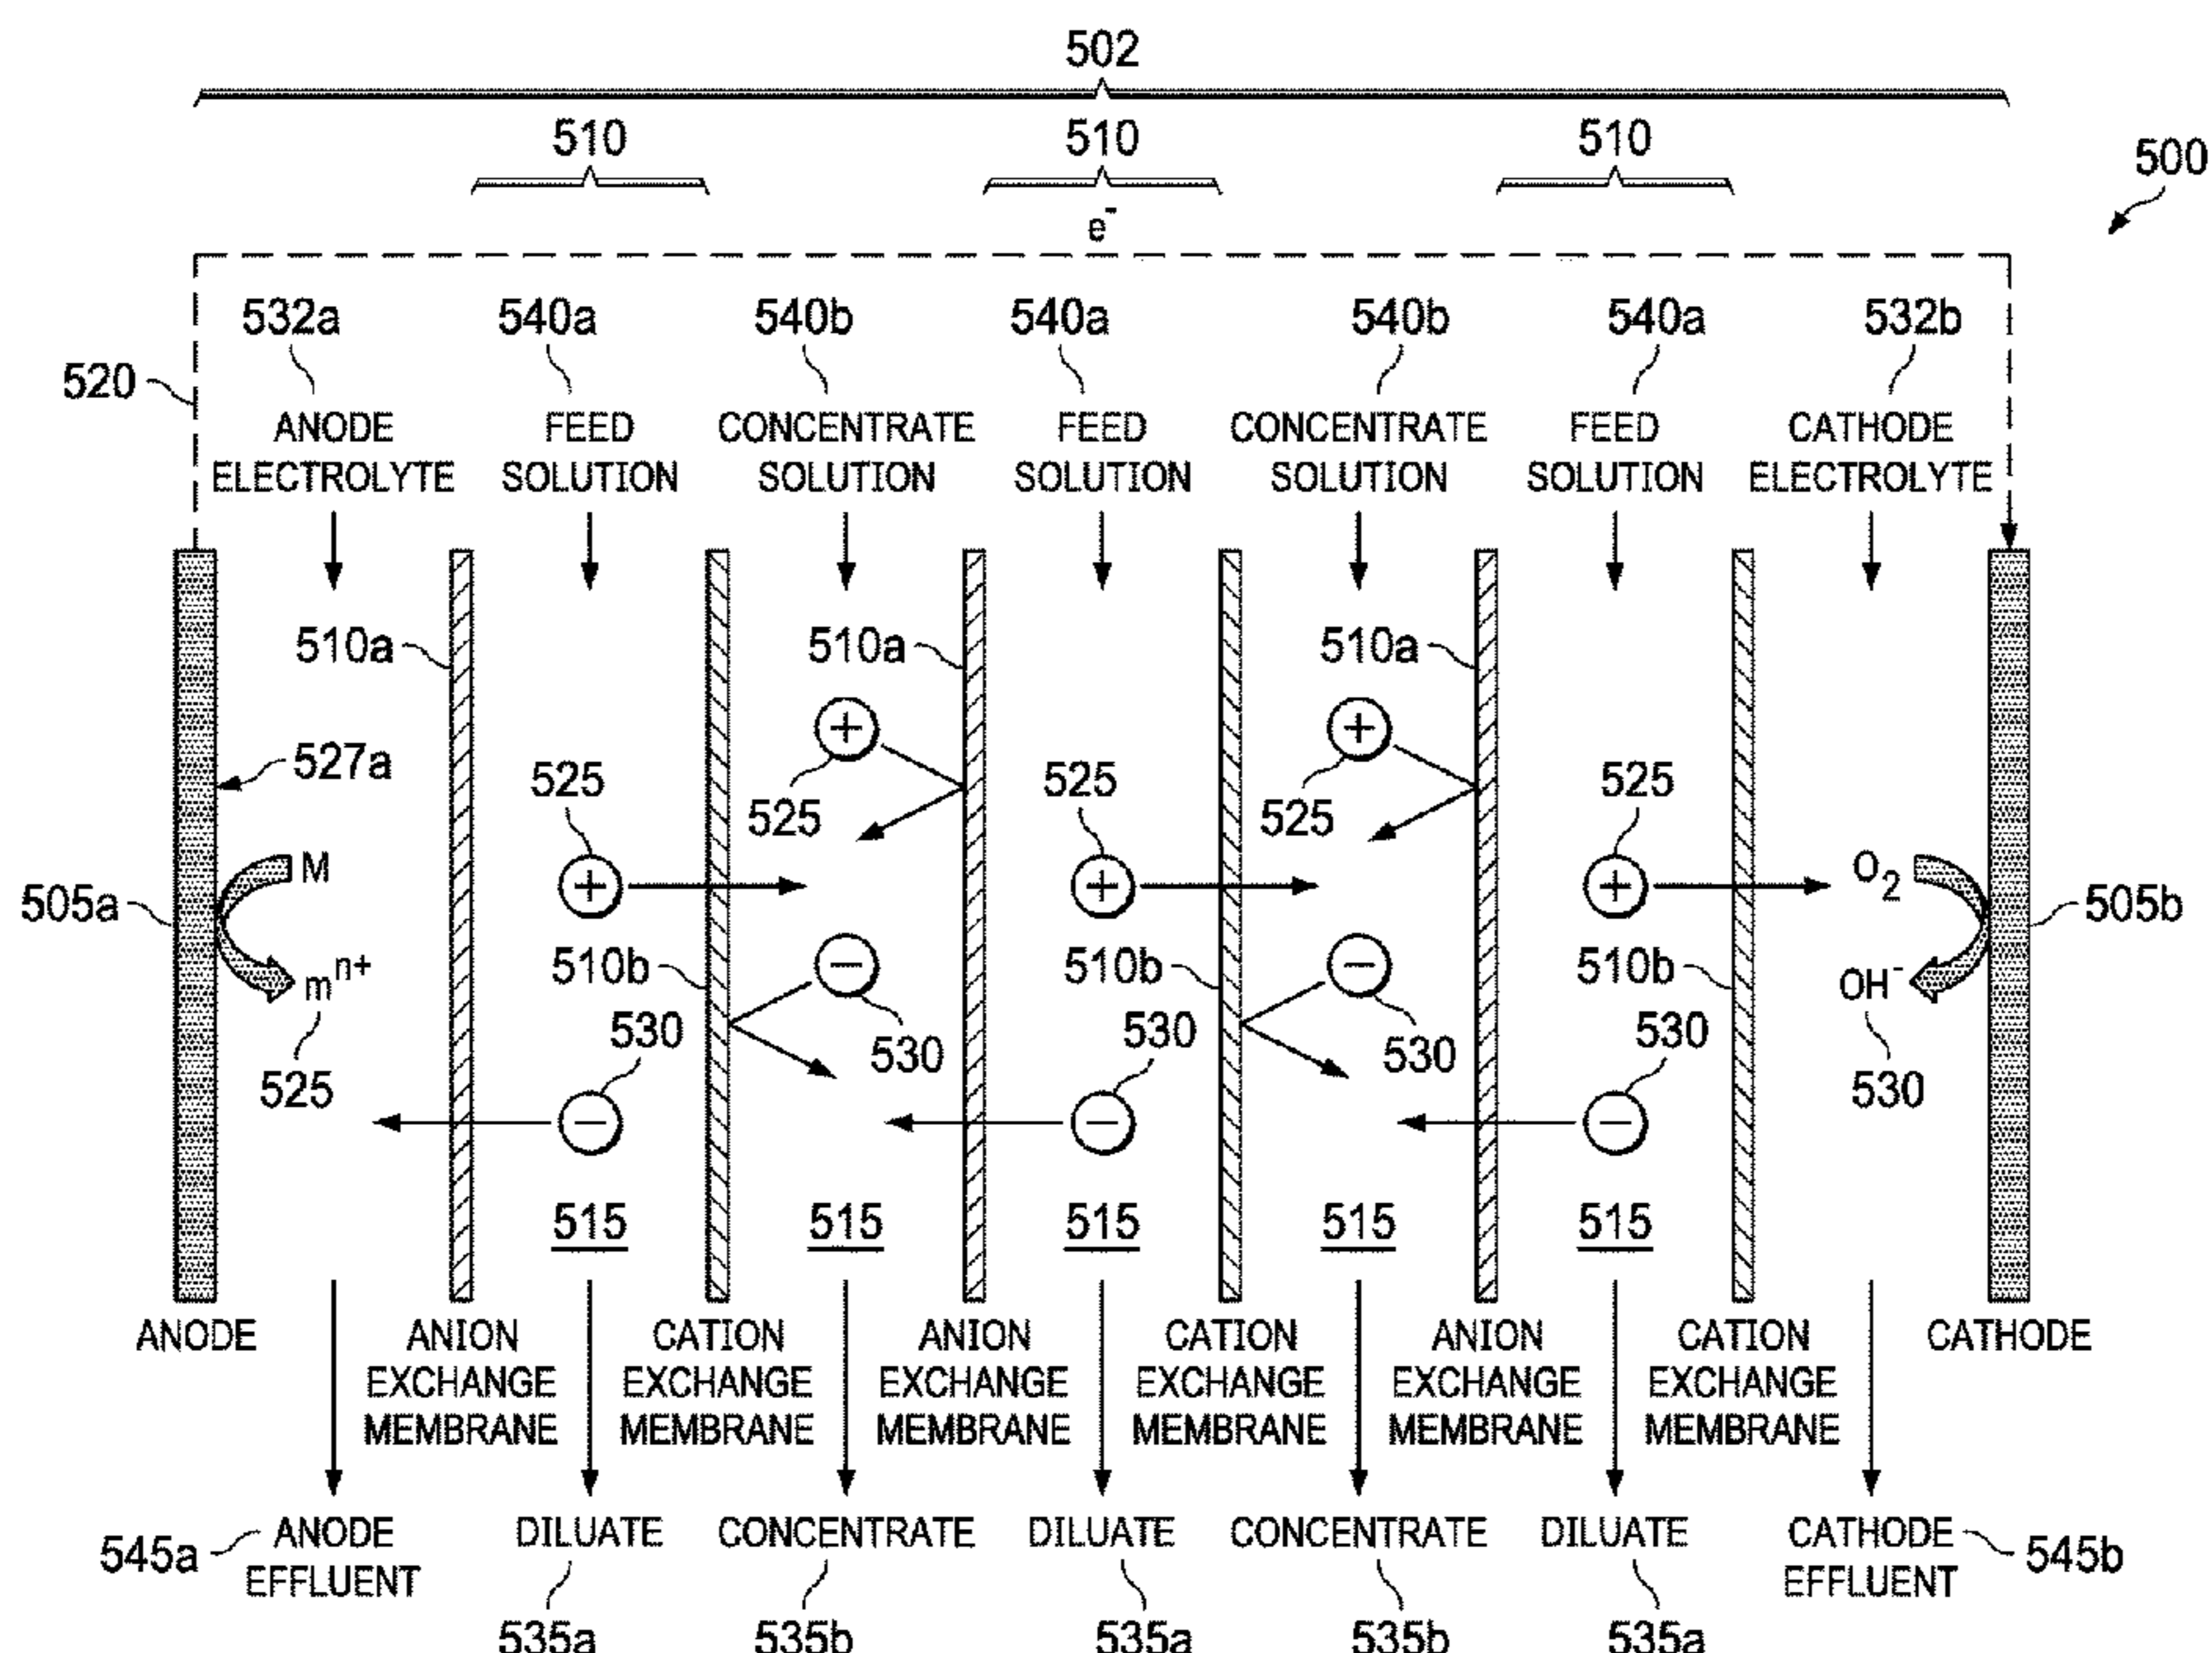 502
510 510 510
500
e-
532a 540a 540b 540a 540b 540a 532b
520
ANODE FEED CONCENTRATE FEED CONCENTRATE FEED CATHODE
ELECTROLYTE SOLUTION SOLUTION SOLUTION SOLUTION SOLUTION ELECTROLYTE
510a 510a 510a
+ +
527a
525 525 525 525 525
M + + + O2
505a 505b
510b - 510b - 510b
mn+ OH-
530 530 530 530 530
525 530
- - -
515 515 515 515 515
ANODE ANION CATION ANION CATION ANION CATION CATHODE
EXCHANGE EXCHANGE EXCHANGE EXCHANGE EXCHANGE EXCHANGE
MEMBRANE MEMBRANE MEMBRANE MEMBRANE MEMBRANE MEMBRANE
545a ANODE DILUATE CONCENTRATE DILUATE CONCENTRATE DILUATE CATHODE 545b
EFFLUENT EFFLUENT
535a 535b 535a 535b 535a